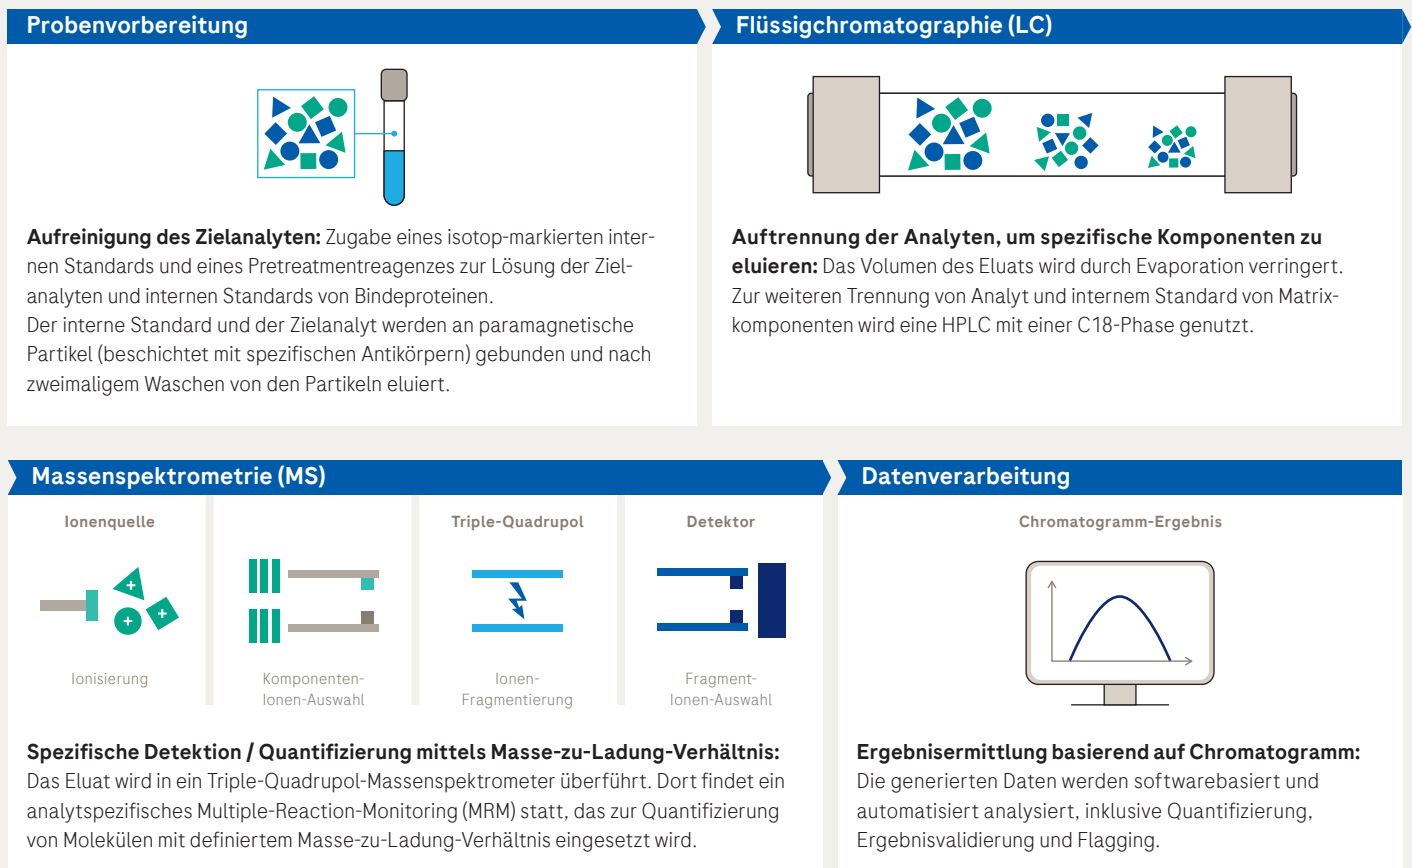 Probenvorbereitung
Aufreinigung des Zielanalyten: Zugabe eines isotop-markierten inter-
nen Standards und eines Pretreatmentreagenzes zur Lösung der Ziel-
analyten und internen Standards von Bindeproteinen.
Der interne Standard und der Zielanalyt werden an paramagnetische
Partikel (beschichtet mit spezifischen Antikörpern) gebunden und nach
zweimaligem Waschen von den Partikeln eluiert.
Flüssigchromatographie (LC)
Auftrennung der Analyten, um spezifische Komponenten zu
eluieren: Das Volumen des Eluats wird durch Evaporation verringert.
Zur weiteren Trennung von Analyt und internem Standard von Matrix-
komponenten wird eine HPLC mit einer C18-Phase genutzt.
Massenspektrometrie (MS)
Ionenquelle
Ionisierung
Komponenten-
Ionen-Auswahl
Triple-Quadrupol
Ionen-
Fragmentierung
Detektor
Fragment-
Ionen-Auswahl
Spezifische Detektion / Quantifizierung mittels Masse-zu-Ladung-Verhältnis:
Das Eluat wird in ein Triple-Quadrupol-Massenspektrometer überführt. Dort findet ein
analytspezifisches Multiple-Reaction-Monitoring (MRM) statt, das zur Quantifizierung
von Molekülen mit definiertem Masse-zu-Ladung-Verhältnis eingesetzt wird.
Datenverarbeitung
Chromatogramm-Ergebnis
Ergebnisermittlung basierend auf Chromatogramm:
Die generierten Daten werden softwarebasiert und
automatisiert analysiert, inklusive Quantifizierung,
Ergebnisvalidierung und Flagging.